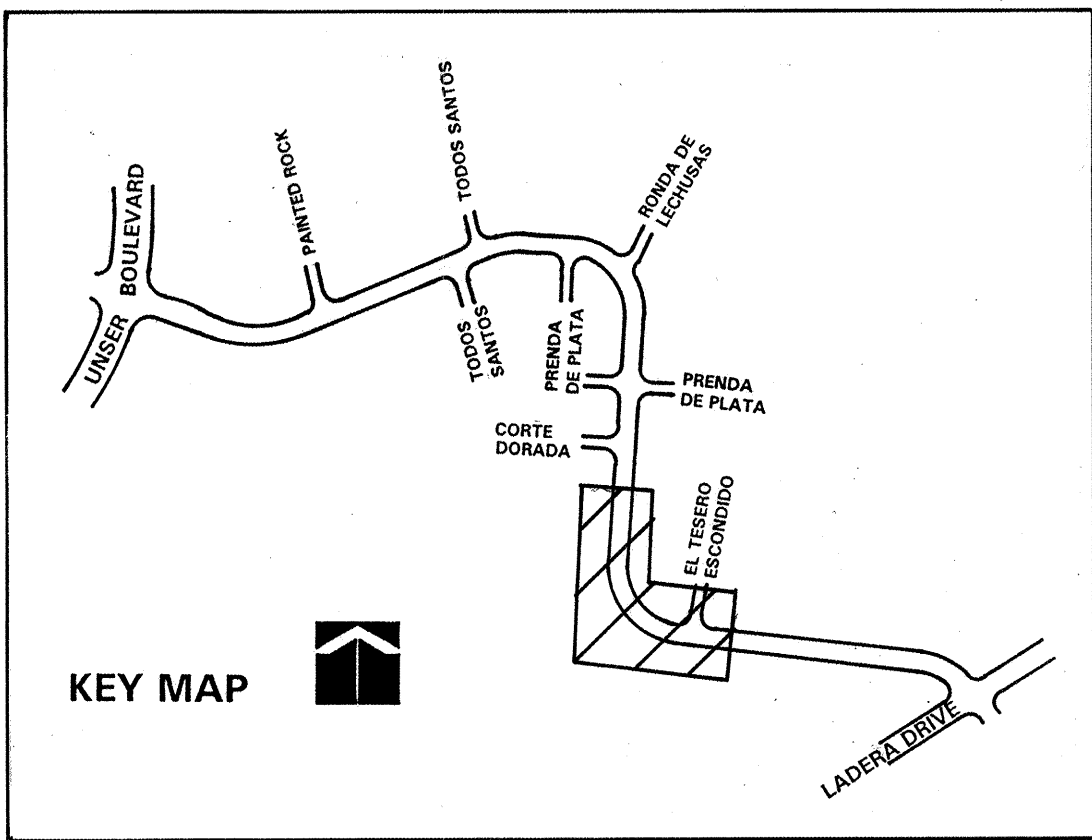 UNSER
BOULEVARD
PAINTED ROCK
TODOS SANTOS
TODOS
SANTOS
PRENDA
DE PLATA
RONDA DE
LECHUSAS
PRENDA
DE PLATA
CORTE
DORADA
EL TESERO
ESCONDIDO
LADERA DRIVE
KEY MAP